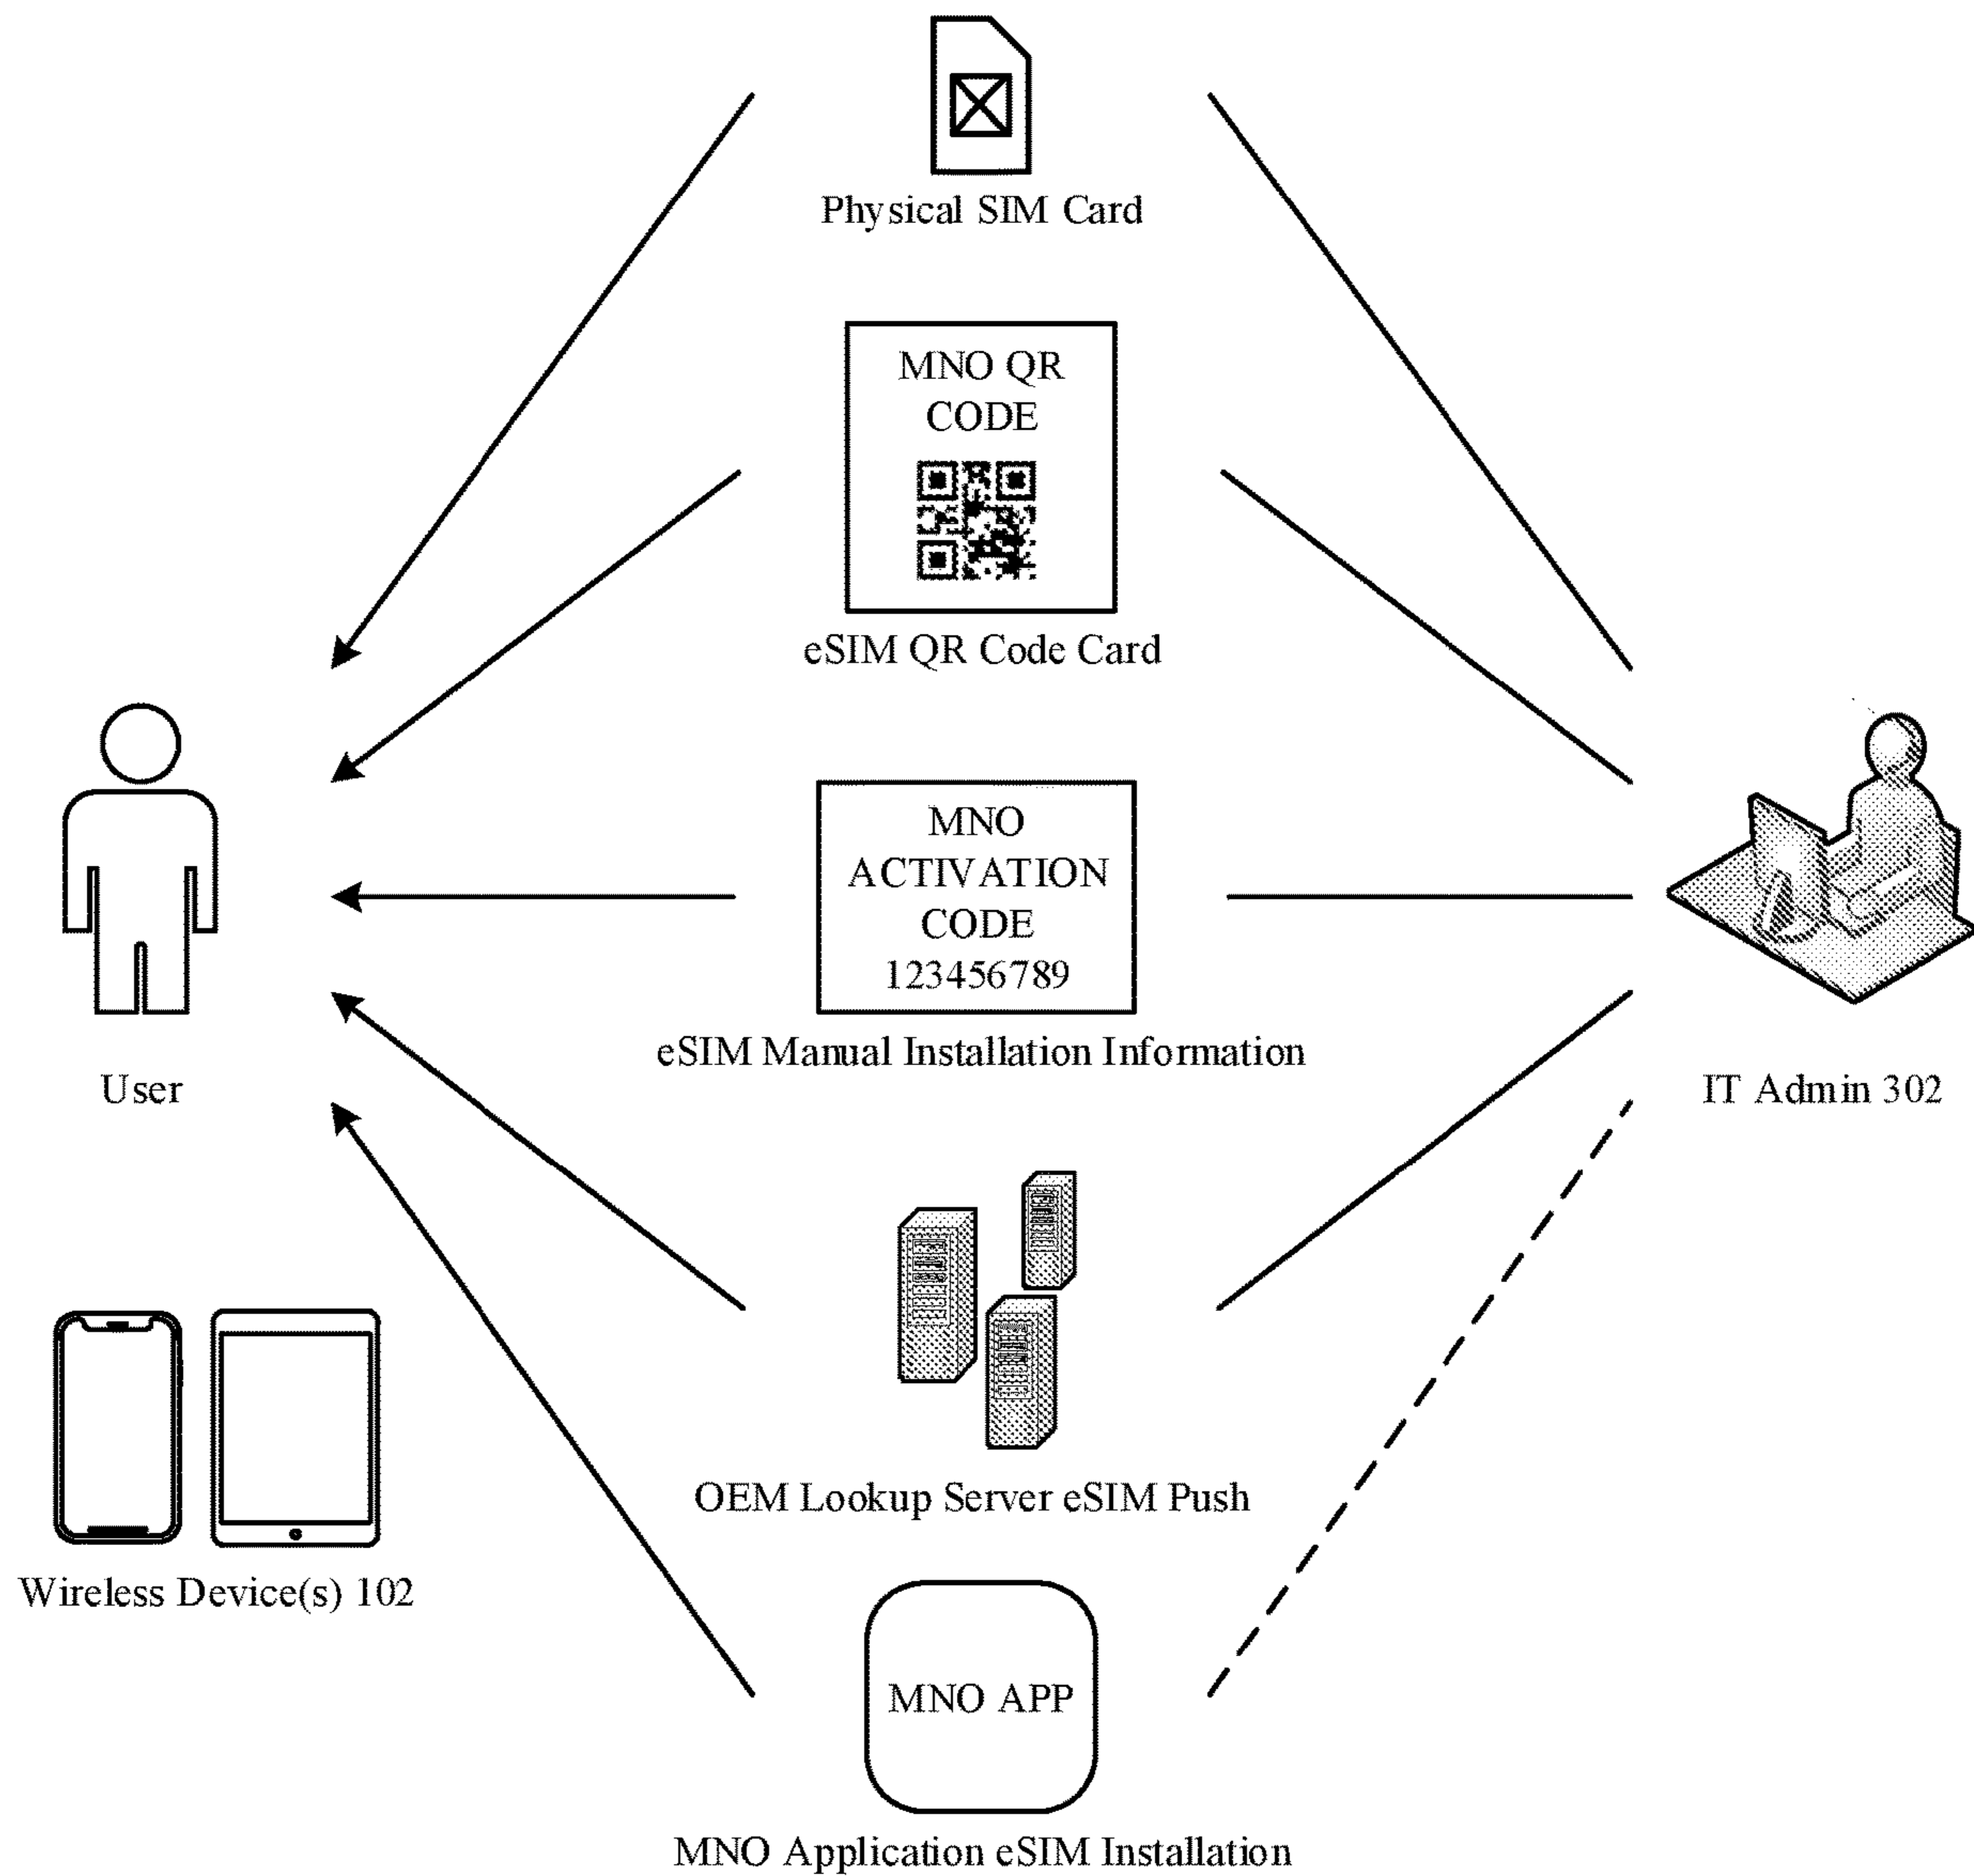 Physical SIM Card
MNO QR
CODE
eSIM QR Code Card
MNO
ACTIVATION
CODE
123456789
eSIM Manual Installation Information
User
IT Admin 302
OEM Lookup Server eSIM Push
Wireless Device(s) 102
MNO APP
MNO Application eSIM Installation